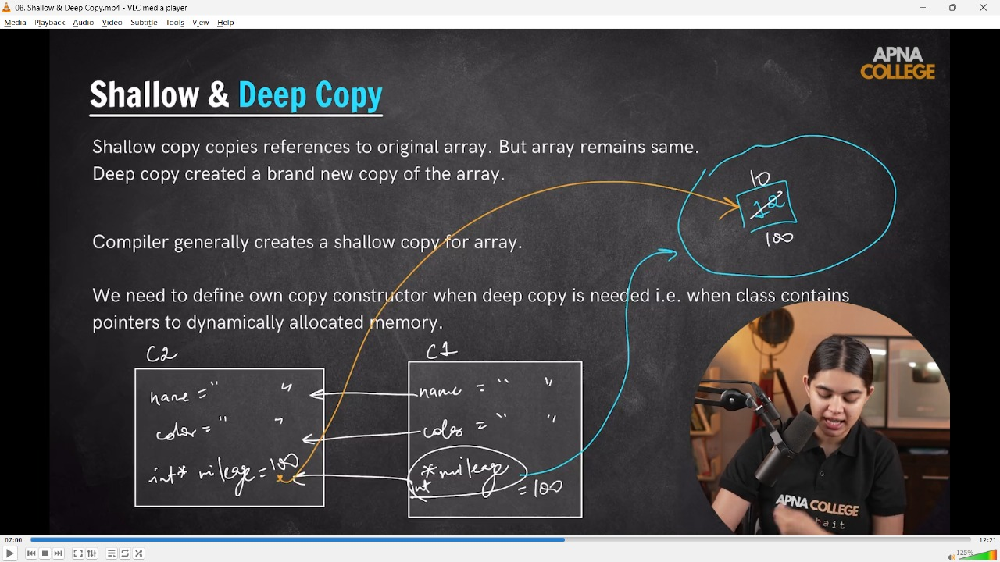 08. Shallow & Deep Copy.mp4 - VLC media player
Media Playback Audio Video Subtitle Tools View Help
APNA
COLLEGE
Shallow & Deep Copy
Shallow copy copies references to original array. But array remains same.
Deep copy created a brand new copy of the array.
10
12
100
Compiler generally creates a shallow copy for array.
We need to define own copy constructor when deep copy is needed i.e. when class contains
pointers to dynamically allocated memory.
C2
name = " "
color = " "
int* mileage = 100
C1
name = " "
color = " "
*mileage
int
= 100
APNA COLLEGE
07:00
12:21
125%